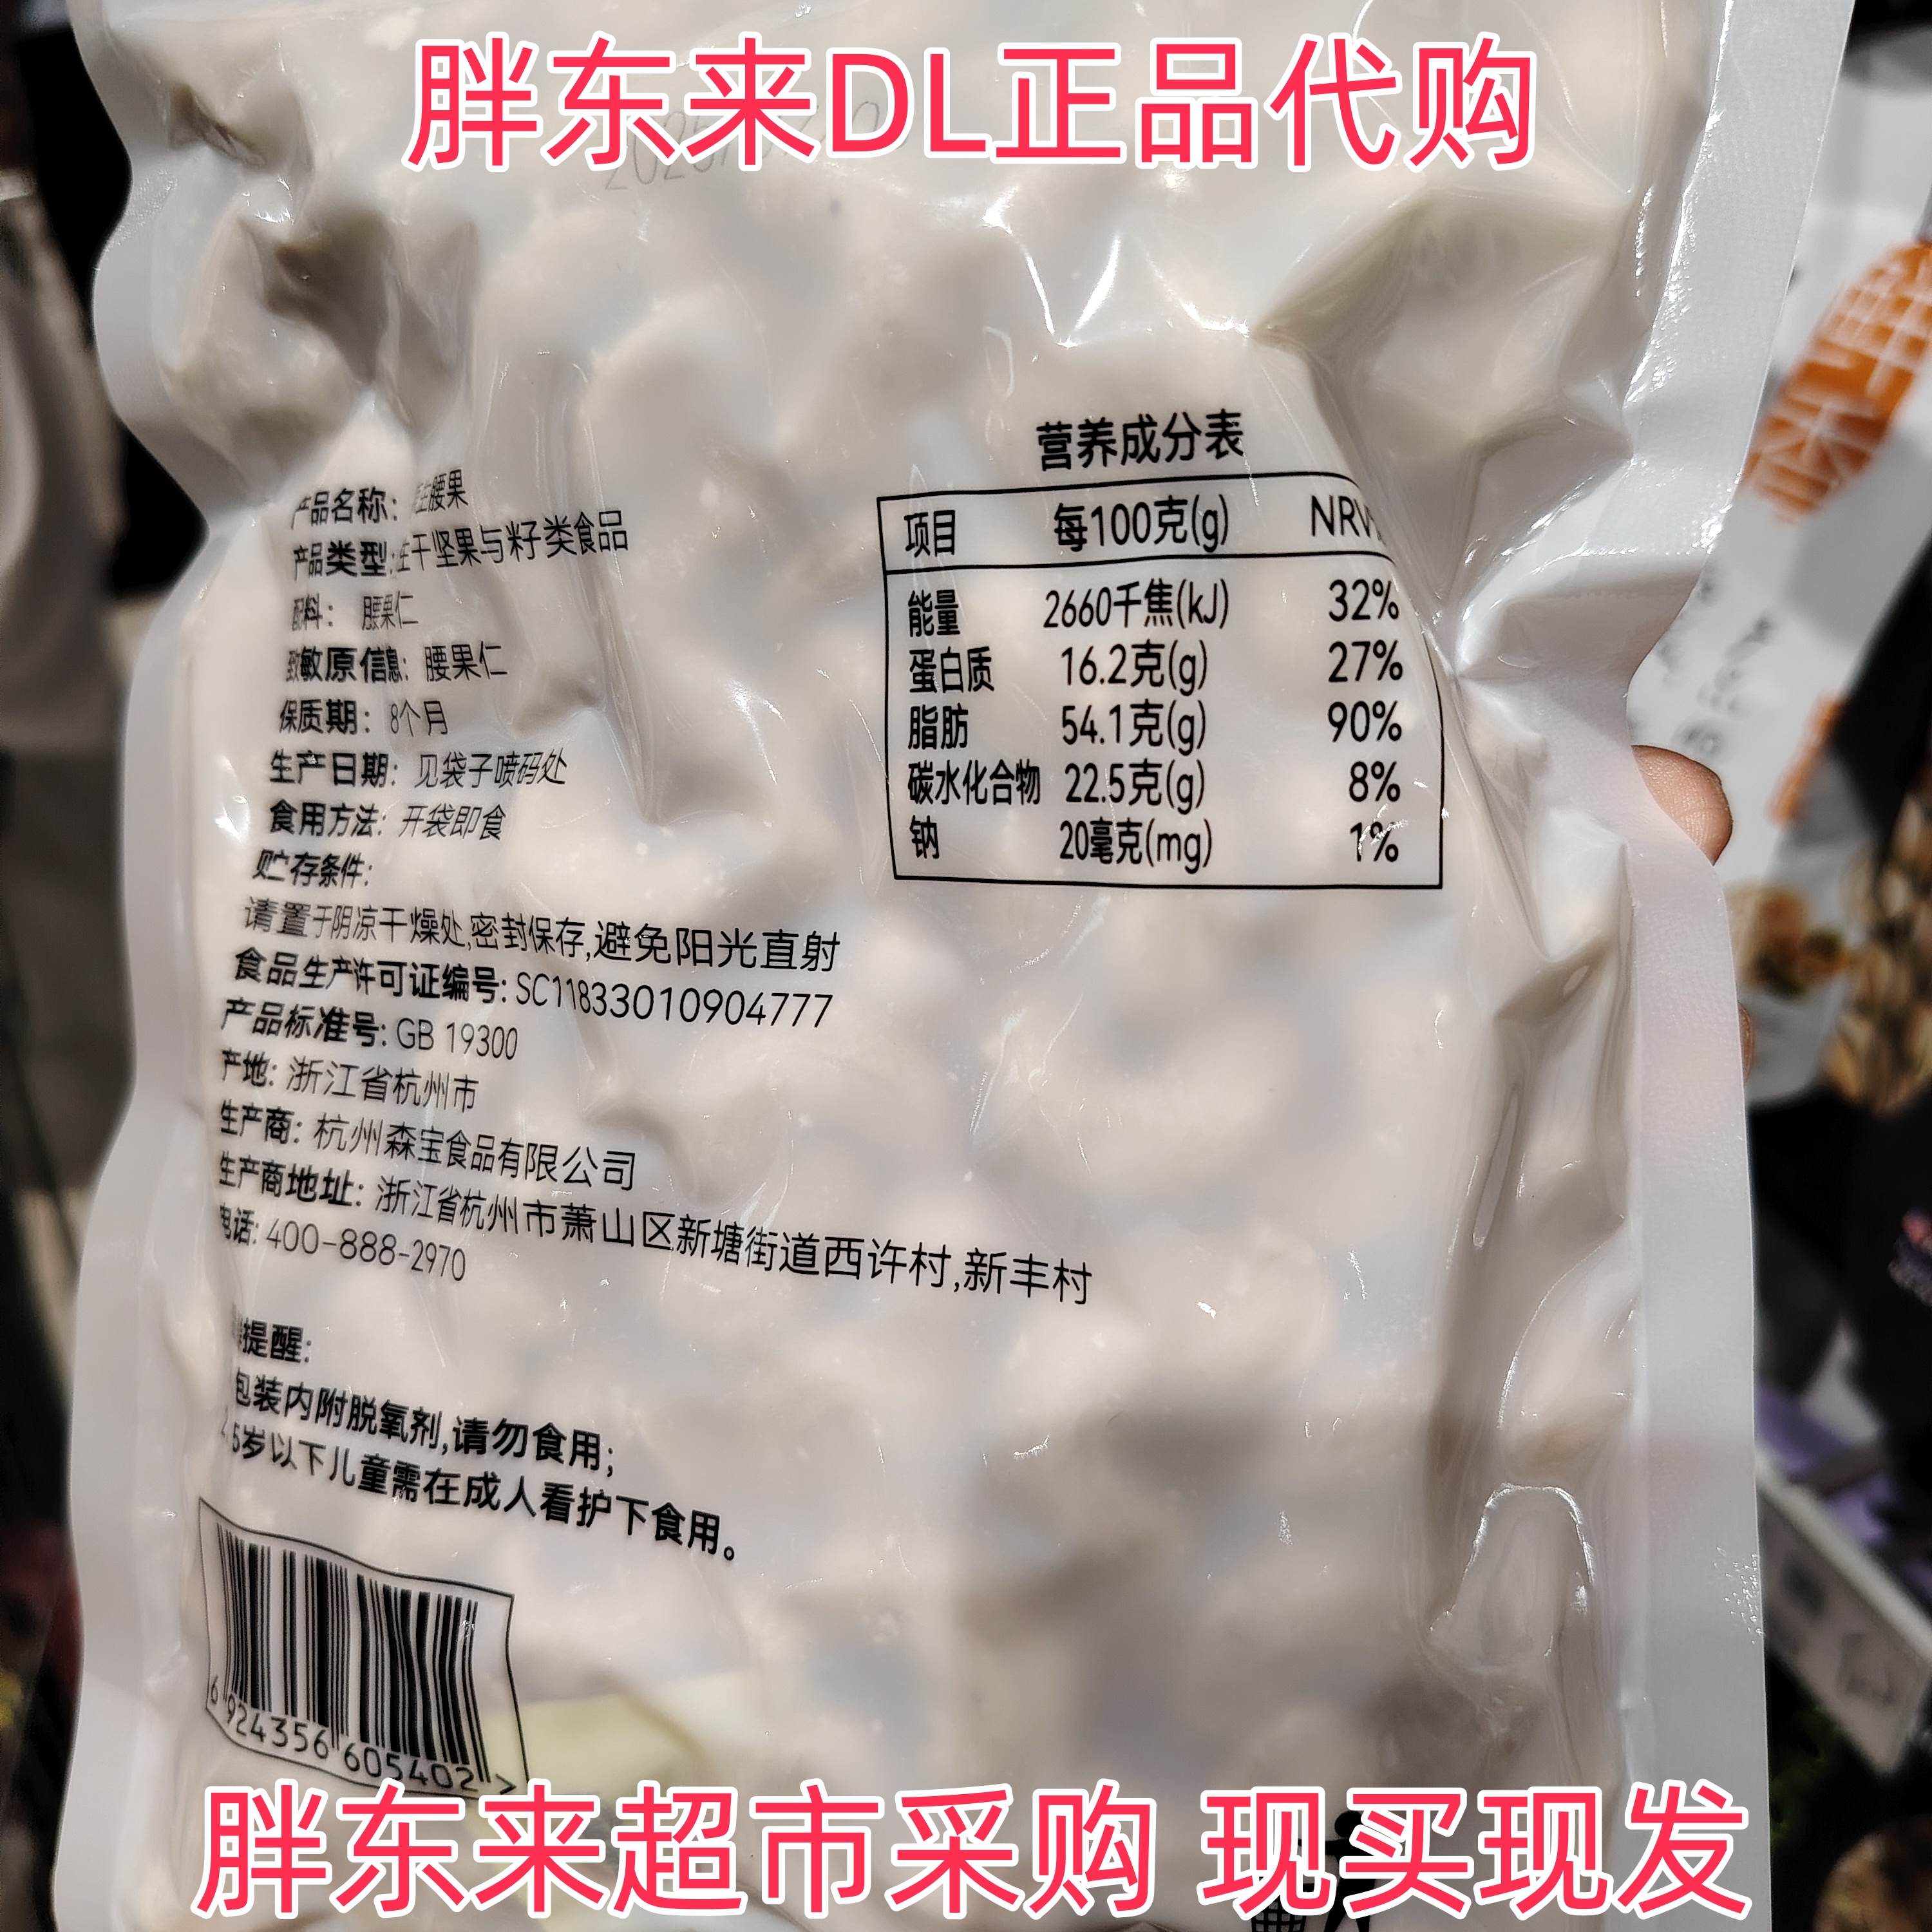 胖东来DL正品代购
营养成分表
项目 每100克(g) NRV
能量 2660千焦(kJ) 32%
蛋白质 16.2克(g) 27%
脂肪 54.1克(g) 90%
碳水化合物 22.5克(g) 8%
钠 20毫克(mg) 1%
产品名称: 腰果
产品类型:生干坚果与籽类食品
配料: 腰果仁
致敏原信息: 腰果仁
保质期: 8个月
生产日期: 见袋子喷码处
食用方法: 开袋即食
贮存条件:
请置于阴凉干燥处,密封保存,避免阳光直射
食品生产许可证编号: SC11833010904777
产品标准号: GB 19300
产地: 浙江省杭州市
生产商: 杭州森宝食品有限公司
生产商地址: 浙江省杭州市萧山区新塘街道西许村,新丰村
电话: 400-888-2970
提醒:
包装内附脱氧剂,请勿食用;
5岁以下儿童需在成人看护下食用。
6 924356 605402 >
鲜香
胖东来超市采购 现买现发